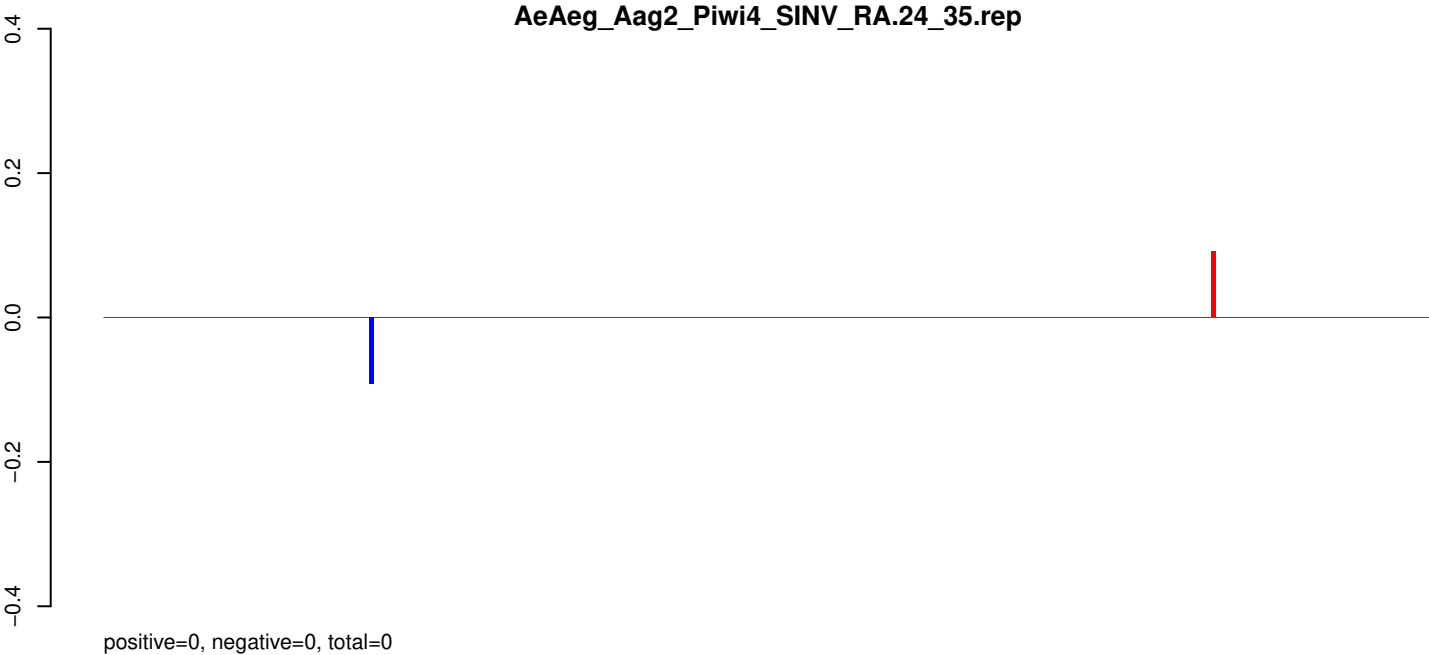 AeAeg_Aag2_Piwi4_SINV_RA.24_35.rep
0.4
0.2
0.0
−0.2
−0.4
positive=0, negative=0, total=0